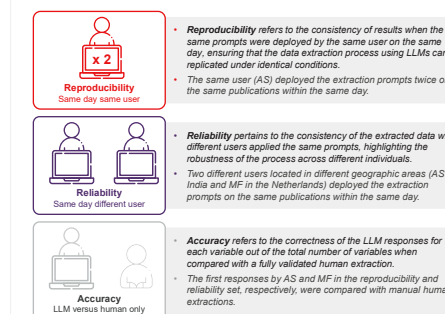 x 2
Reproducibility
Same day same user
• Reproducibility refers to the consistency of results when the
same prompts were deployed by the same user on the same
day, ensuring that the data extraction process using LLMs can
replicated under identical conditions.
• The same user (AS) deployed the extraction prompts twice
the same publications within the same day.
Reliability
Same day different user
• Reliability pertains to the consistency of the extracted data
different users applied the same prompts, highlighting the
robustness of the process across different individuals.
• Two different users located in different geographic areas (AS
India and MF in the Netherlands) deployed the extraction
prompts on the same publications within the same day.
Accuracy
LLM versus human only
• Accuracy refers to the correctness of the LLM responses for
each variable out of the total number of variables when
compared with a fully validated human extraction.
• The first responses by AS and MF in the reproducibility and
reliability set, respectively, were compared with manual
extractions.